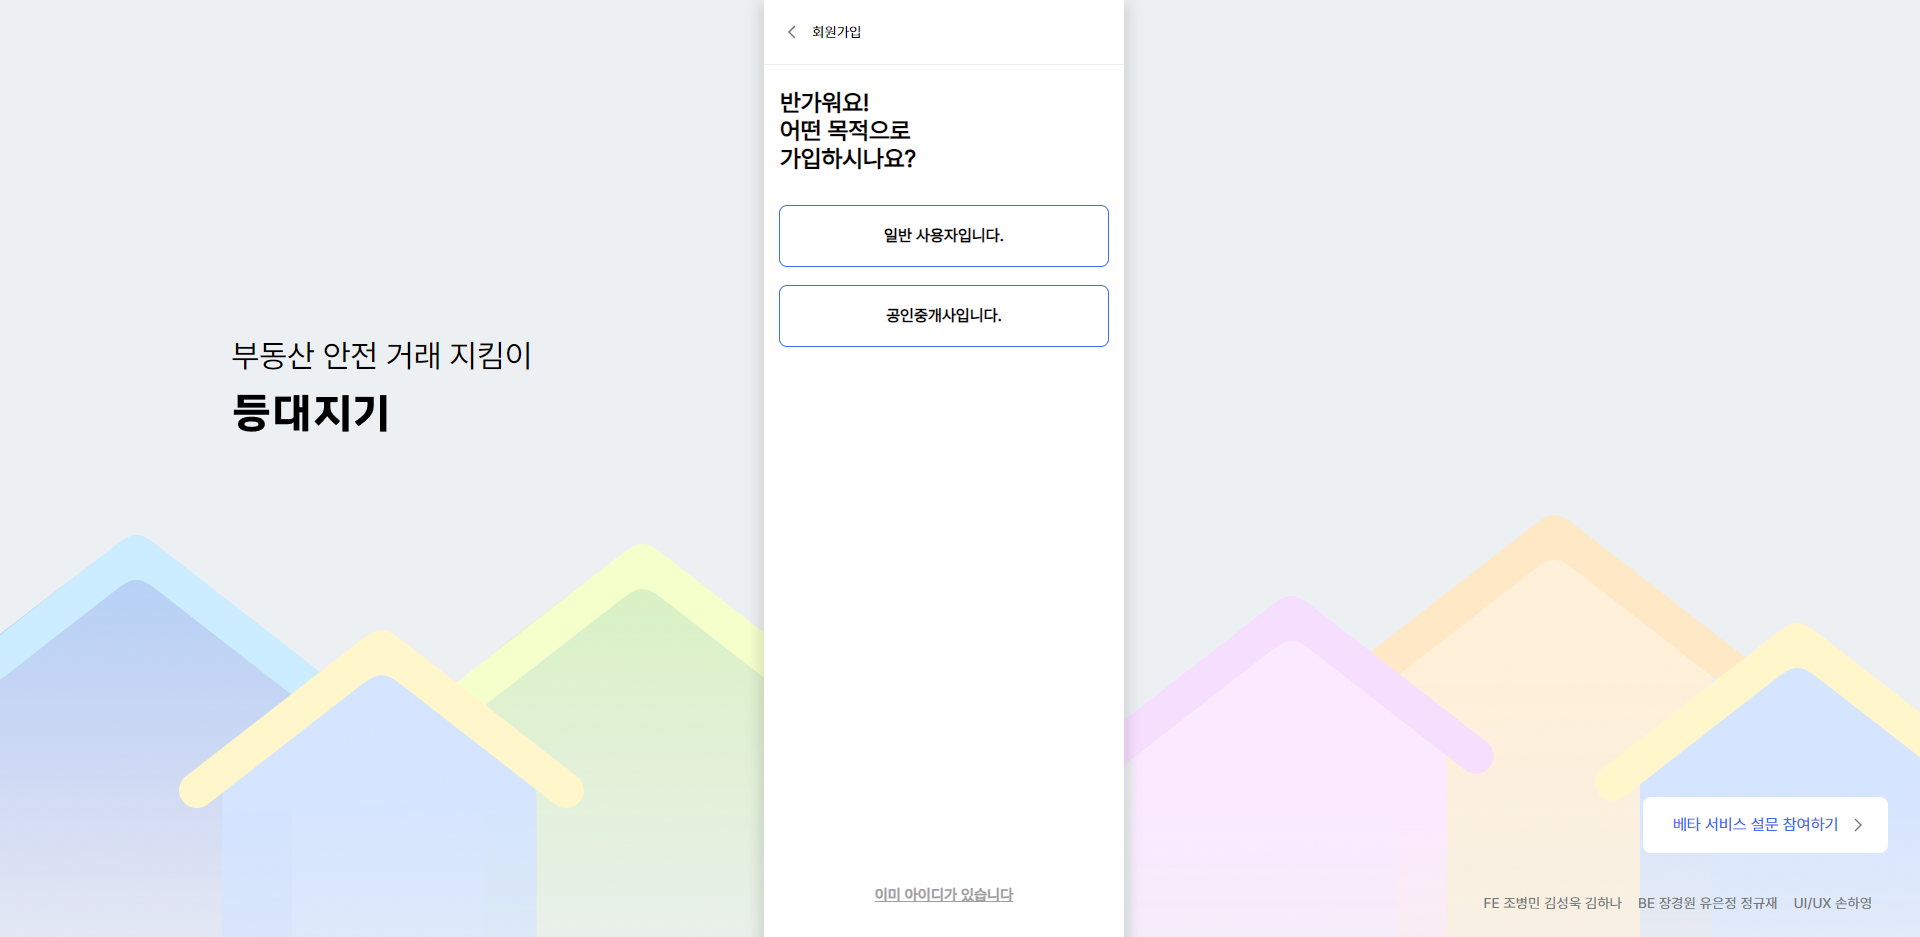 회원가입
반가워요!
어떤 목적으로
가입하시나요?
일반 사용자입니다.
공인중개사입니다.
부동산 안전 거래 지킴이
등대지기
베타 서비스 설문 참여하기
이미 아이디가 있습니다
FE 조병민 김성욱 김하나 BE 장경원 유은정 정규재 UI/UX 손하영